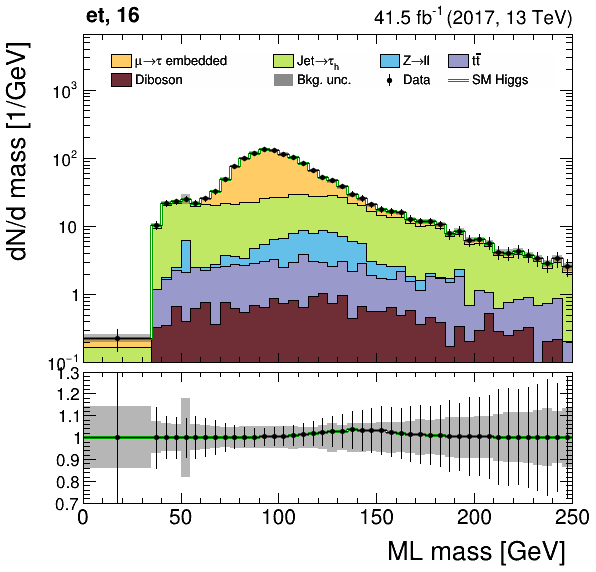 et, 16
41.5 fb⁻¹ (2017, 13 TeV)
μ→τ embedded
Jet→τₕ
Z→ll
tt̄
Diboson
Bkg. unc.
Data
SM Higgs
dN/d mass [1/GeV]
10³
10²
10
1
10⁻¹
1.3
1.2
1.1
1
0.9
0.8
0.7
0 50 100 150 200 250
ML mass [GeV]